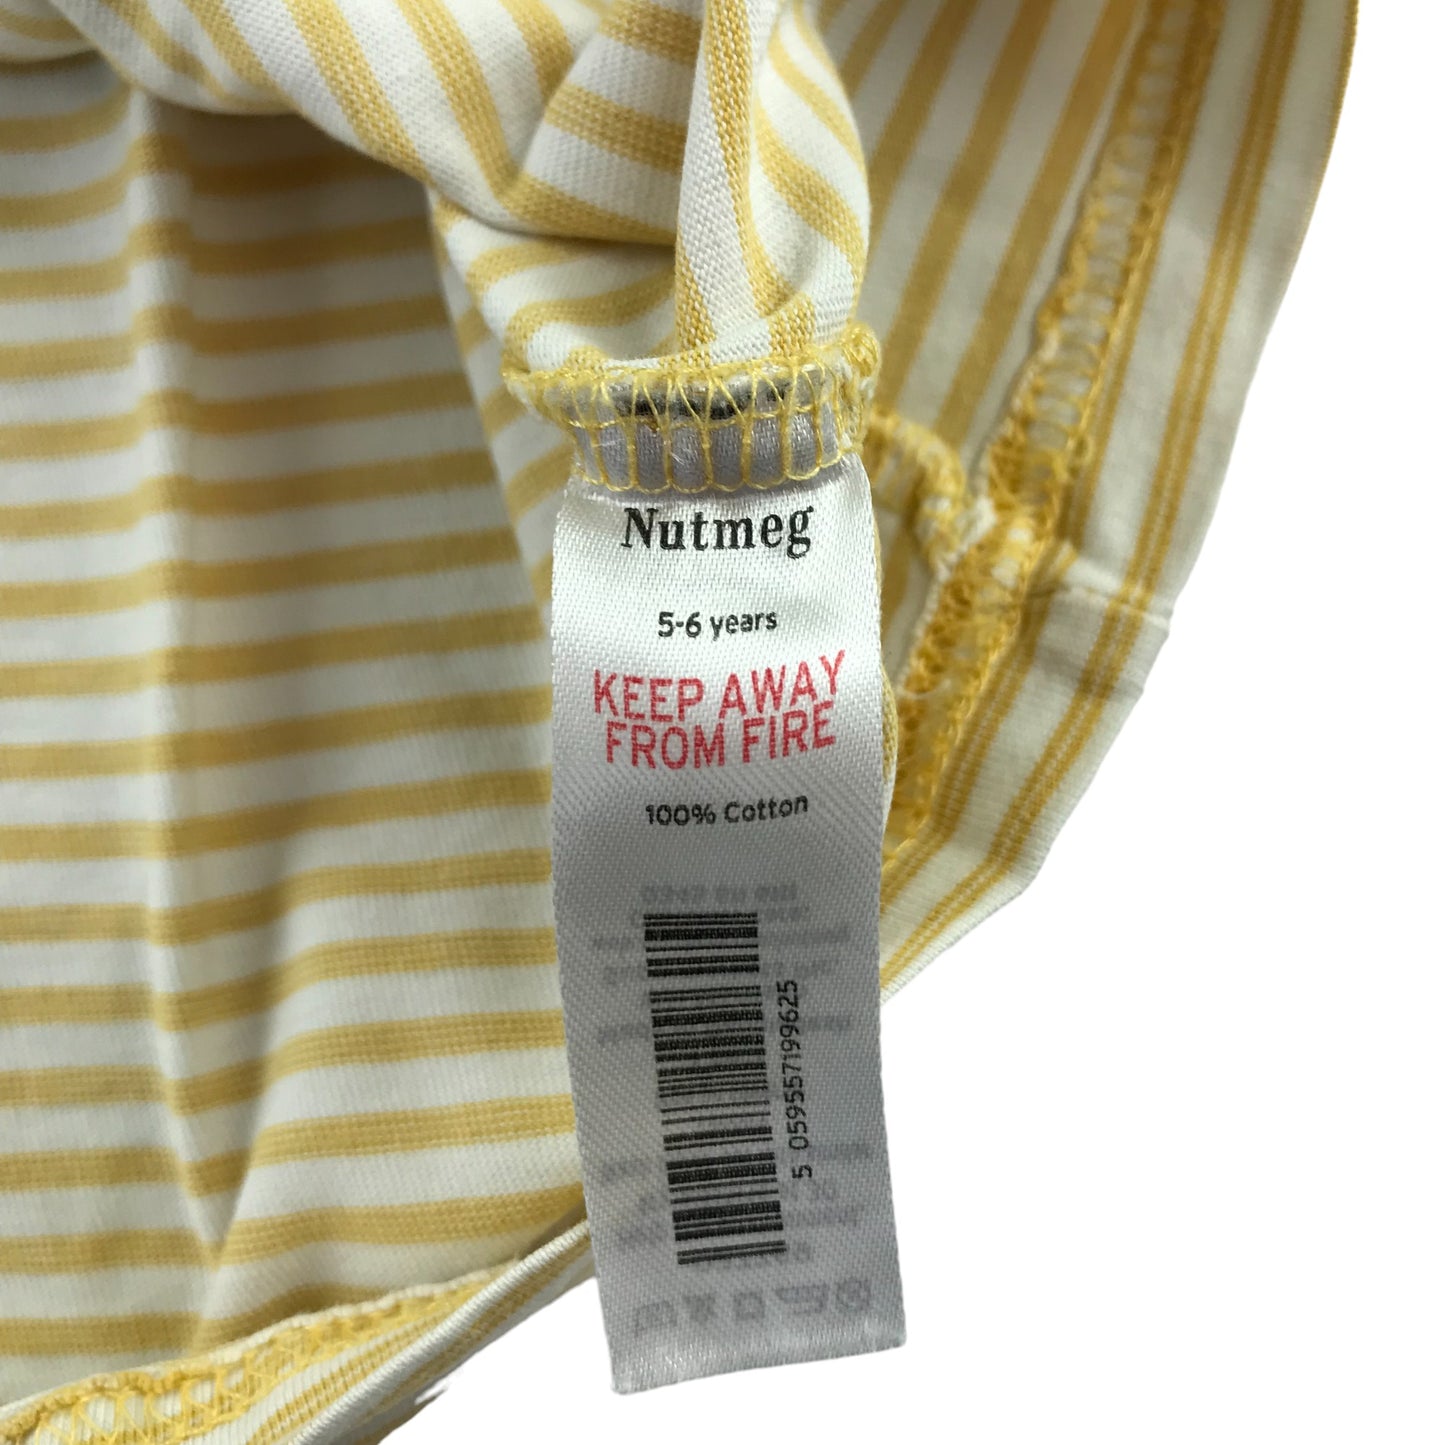 Nutmeg
5-6 years
KEEP AWAY
FROM FIRE
100% Cotton
5 059557199625